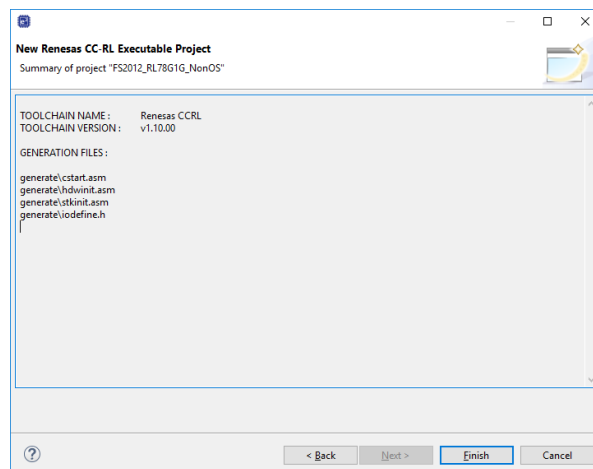 New Renesas CC-RL Executable Project
Summary of project "FS2012_RL78G1G_NonOS"
TOOLCHAIN NAME : Renesas CCRL
TOOLCHAIN VERSION : v1.10.00
GENERATION FILES :
generate\cstart.asm
generate\hdwinit.asm
generate\stkinit.asm
generate\iodefine.h
< Back Next > Finish Cancel